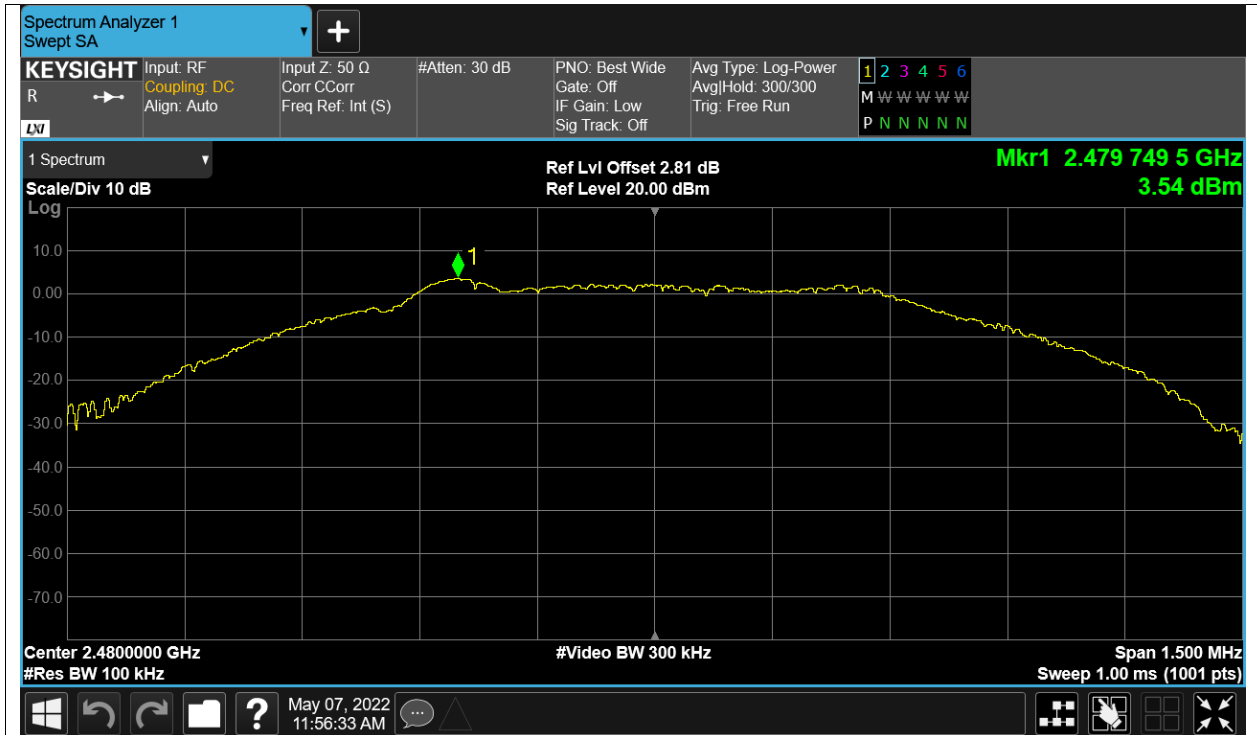 Spectrum Analyzer 1
Swept SA
▼
+
KEYSIGHT
R
LXI
Input: RF
Coupling: DC
Align: Auto
Input Z: 50 Ω
Corr CCorr
Freq Ref: Int (S)
#Atten: 30 dB
PNO: Best Wide
Gate: Off
IF Gain: Low
Sig Track: Off
Avg Type: Log-Power
Avg|Hold: 300/300
Trig: Free Run
1 2 3 4 5 6
M W W W W W
P N N N N N
1 Spectrum ▼
Scale/Div 10 dB
Ref Lvl Offset 2.81 dB
Ref Level 20.00 dBm
Mkr1 2.479 749 5 GHz
3.54 dBm
Log
10.0
0.00
-10.0
-20.0
-30.0
-40.0
-50.0
-60.0
-70.0
1
Center 2.4800000 GHz
#Res BW 100 kHz
#Video BW 300 kHz
Span 1.500 MHz
Sweep 1.00 ms (1001 pts)
?
May 07, 2022
11:56:33 AM